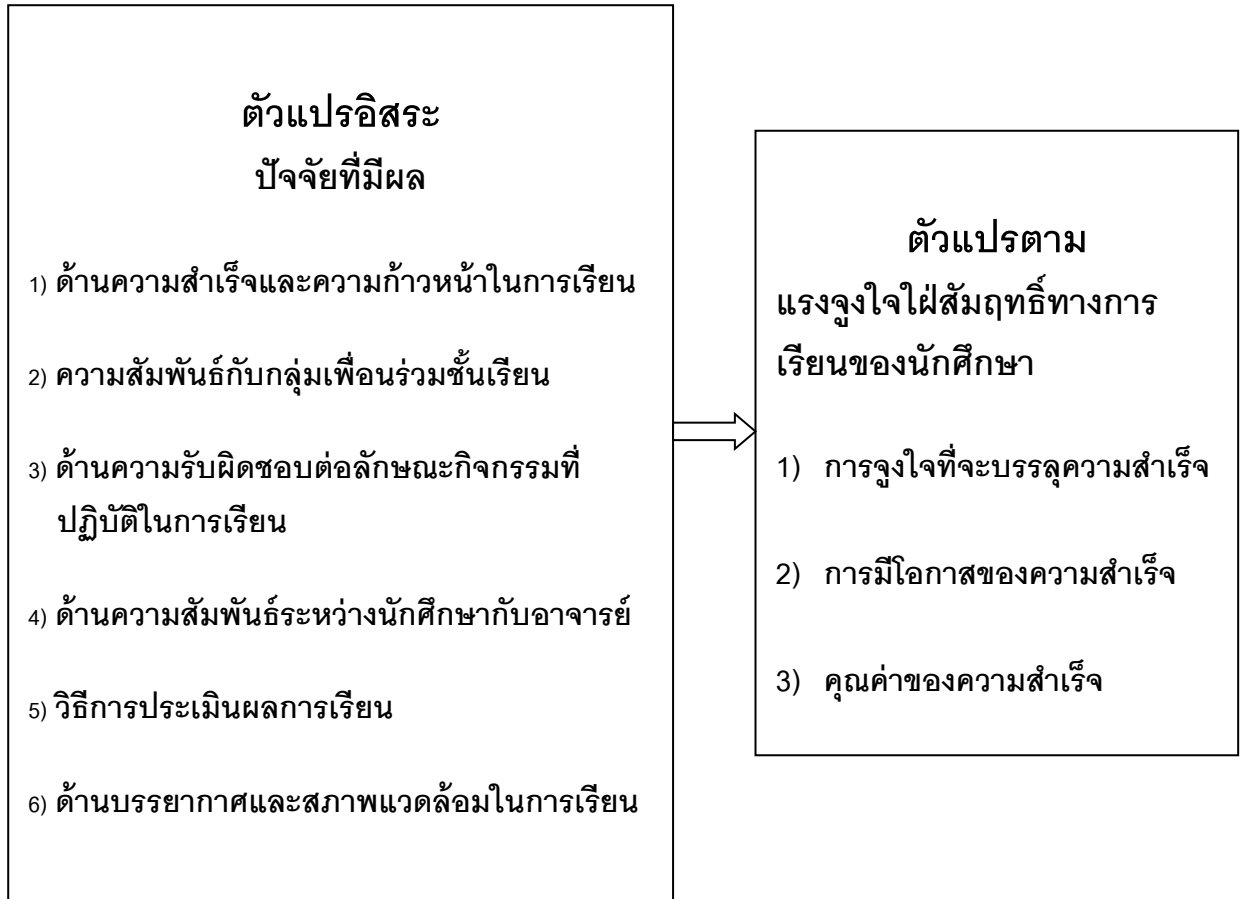 ตัวแปรอิสระ
ปัจจัยที่มีผล
1) ด้านความสำเร็จและความก้าวหน้าในการเรียน
2) ความสัมพันธ์กับกลุ่มเพื่อนร่วมชั้นเรียน
3) ด้านความรับผิดชอบต่อลักษณะกิจกรรมที่
ปฏิบัติในการเรียน
4) ด้านความสัมพันธ์ระหว่างนักศึกษากับอาจารย์
5) วิธีการประเมินผลการเรียน
6) ด้านบรรยากาศและสภาพแวดล้อมในการเรียน
ตัวแปรตาม
แรงจูงใจใฝ่สัมฤทธิ์ทางการ
เรียนของนักศึกษา
1) การจูงใจที่จะบรรลุความสำเร็จ
2) การมีโอกาสของความสำเร็จ
3) คุณค่าของความสำเร็จ